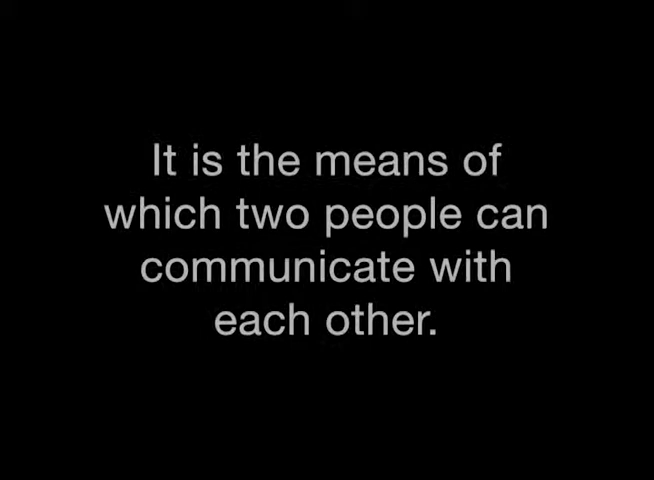 It is the means of
which two people can
communicate with
each other.